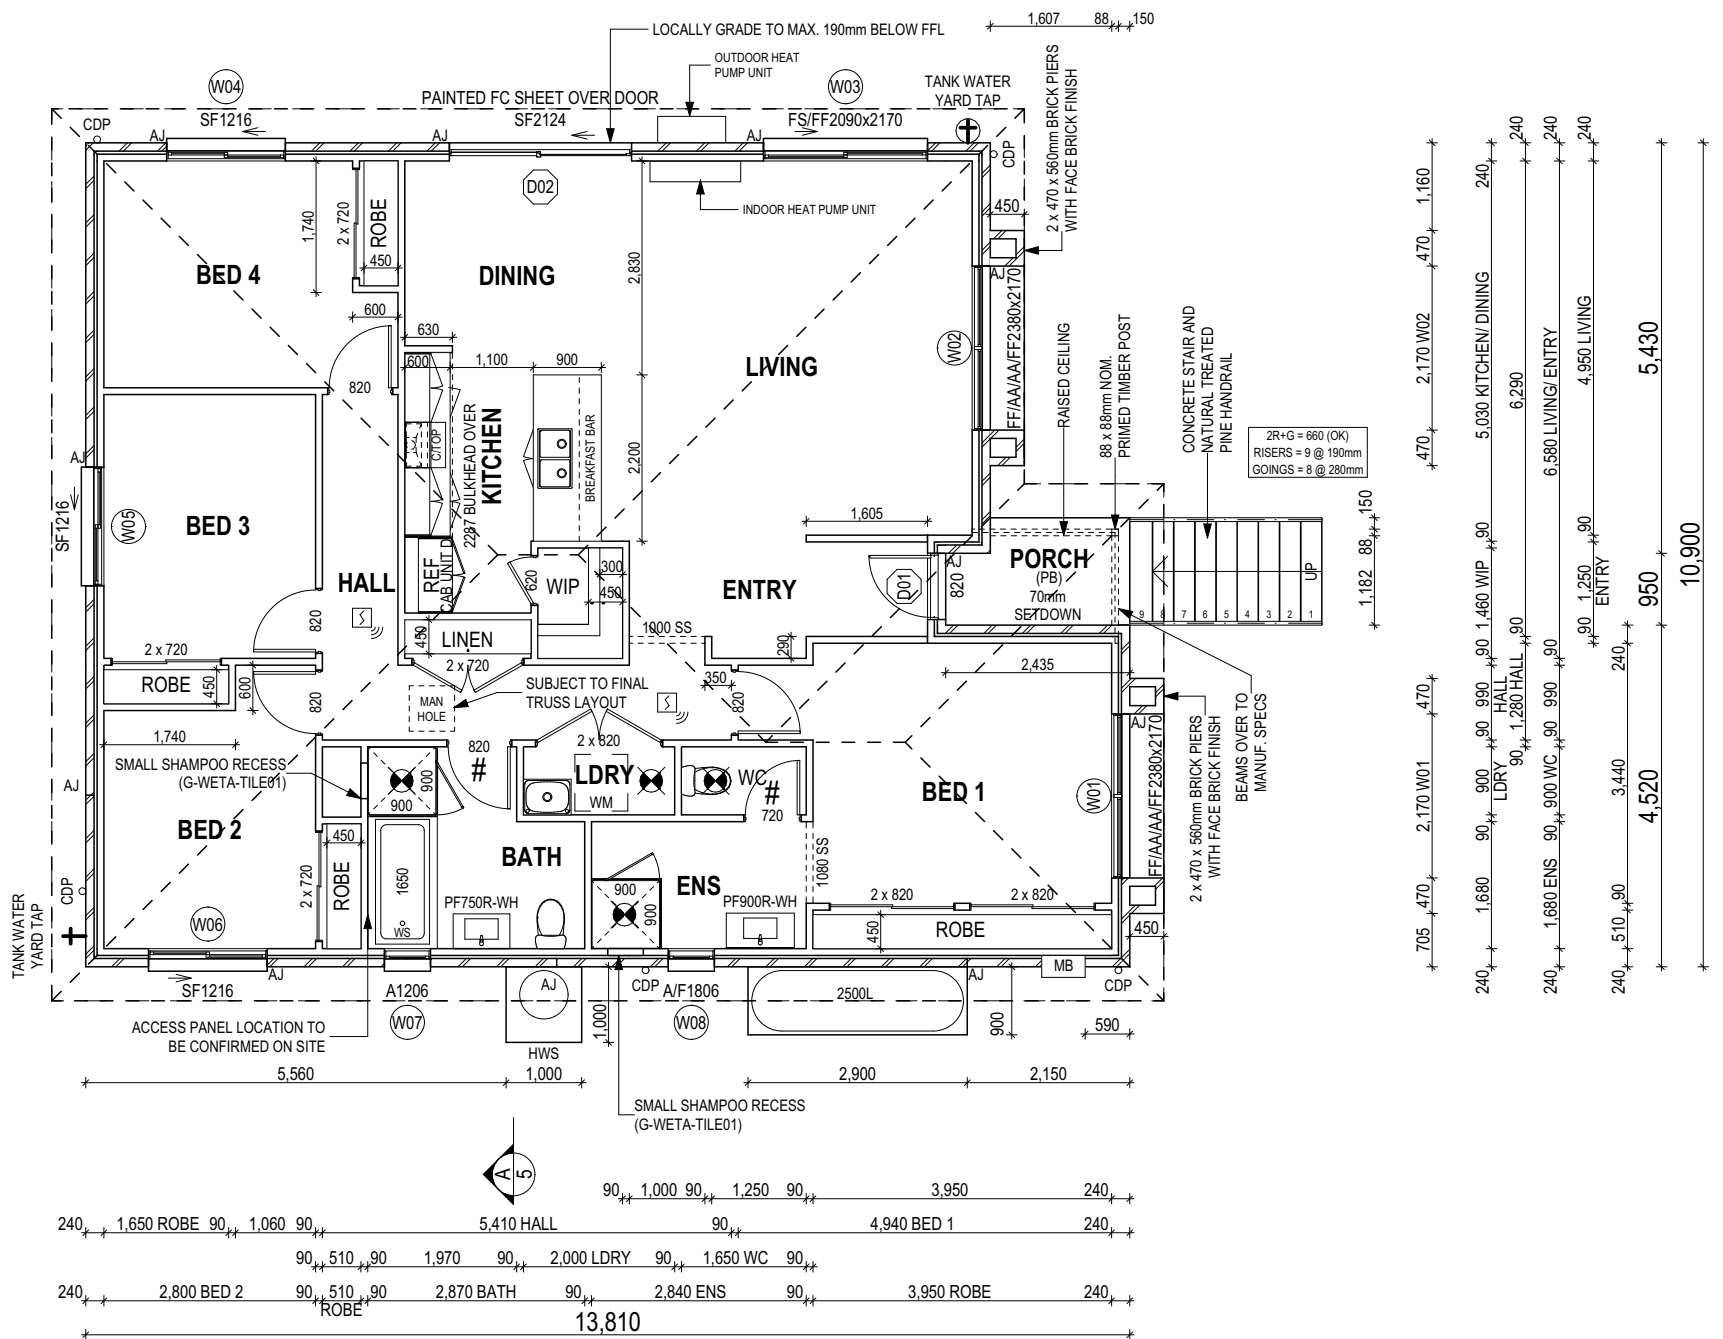 LOCALLY GRADE TO MAX. 190mm BELOW FFL
1,607
88
150
OUTDOOR HEAT
PUMP UNIT
W04
W03
TANK WATER
YARD TAP
PAINTED FC SHEET OVER DOOR
CDP
AJ
SF1216
AJ
SF2124
FS/FF2090x2170
AJ
CDP
2 x 470 x 560mm BRICK PIERS
WITH FACE BRICK FINISH
D02
INDOOR HEAT PUMP UNIT
450
1,740
2 x 720
ROBE
450
600
BED 4
DINING
2,830
LIVING
630
600
1,100
900
820
C/TOP
2287 BULKHEAD OVER
KITCHEN
BREAKFAST BAR
2,200
W02
AJ
FF/AA/AA/FF2380x2170
RAISED CEILING
88 x 88mm NOM.
PRIMED TIMBER POST
CONCRETE STAIR AND
NATURAL TREATED
PINE HANDRAIL
2R+G = 660 (OK)
RISERS = 9 @ 190mm
GOINGS = 8 @ 280mm
AJ
SF1216
W05
BED 3
HALL
REF
CAB UNIT D
620
WIP
300
450
ENTRY
1,605
D01
820
AJ
PORCH
(PB)
70mm
SETDOWN
9 8 7 6 5 4 3 2 1
UP
150
88
1,182
820
450
LINEN
1000 SS
290
2 x 720
2 x 720
ROBE
450
600
820
MAN
HOLE
SUBJECT TO FINAL
TRUSS LAYOUT
350
820
2,435
1,740
SMALL SHAMPOO RECESS
(G-WETA-TILE01)
900
900
820
#
2 x 820
LDRY
WM
WC
#
720
BED 1
W01
AJ
FF/AA/AA/FF2380x2170
2 x 470 x 560mm BRICK PIERS
WITH FACE BRICK FINISH
BEAMS OVER TO
MANUF. SPECS
AJ
BED 2
450
2 x 720
ROBE
1650
WS
BATH
PF750R-WH
900
900
ENS
PF900R-WH
1080 SS
2 x 820
2 x 820
450
ROBE
450
CDP
TANK WATER
YARD TAP
W06
SF1216
AJ
A1206
W07
AJ
HWS
1,000
CDP
A/F1806
W08
2500L
AJ
900
MB
CDP
590
ACCESS PANEL LOCATION TO
BE CONFIRMED ON SITE
5,560
1,000
2,900
2,150
SMALL SHAMPOO RECESS
(G-WETA-TILE01)
A
5
90 1,000 90 1,250 90 3,950 240
240 1,650 ROBE 90 1,060 90 5,410 HALL 90 4,940 BED 1 240
90 510 90 1,970 90 2,000 LDRY 90 1,650 WC 90
240 2,800 BED 2 90 510 90 2,870 BATH 90 2,840 ENS 90 3,950 ROBE 240
ROBE
13,810
1,160
470
2,170 W02
470
470
2,170 W01
470
705
240
5,030 KITCHEN/ DINING
90
1,460 WIP
90
990
HALL
90
900
LDRY
90
1,680
240
240
6,290
90
1,280 HALL
90
240
6,580 LIVING/ ENTRY
90
990
90
900 WC
90
1,680 ENS
240
240
4,950 LIVING
90
1,250
ENTRY
90
240
3,440
90
510
240
5,430
950
4,520
10,900